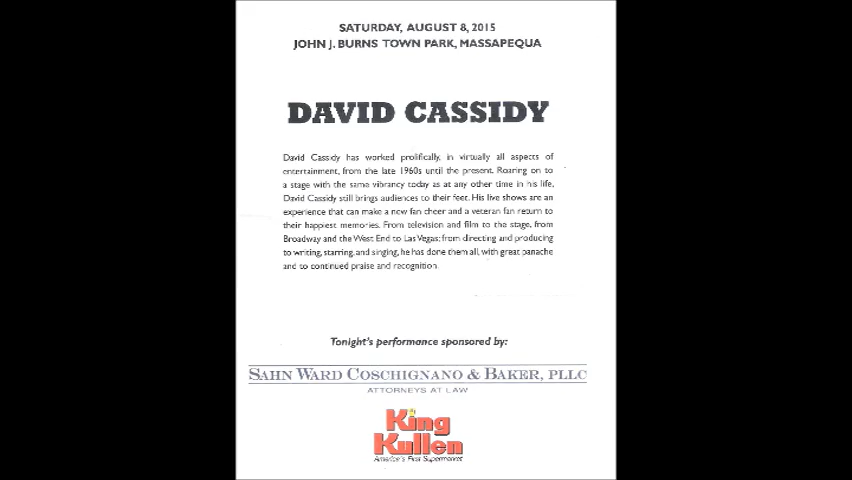 SATURDAY, AUGUST 8, 2015
JOHN J. BURNS TOWN PARK, MASSAPEQUA
DAVID CASSIDY
David Cassidy has worked prolifically, in virtually all aspects of
entertainment, from the late 1960s until the present. Roaring on to
a stage with the same vibrancy today as at any other time in his life,
David Cassidy still brings audiences to their feet. His live shows are an
experience that can make a new fan cheer and a veteran fan return to
their happiest memories. From television and film to the stage, from
Broadway and the West End to Las Vegas; from directing and producing
to writing, starring, and singing, he has done them all, with great panache
and to continued praise and recognition.
Tonight's performance sponsored by:
SAHN WARD COSCHIGNANO & BAKER, PLLC
ATTORNEYS AT LAW
King
Kullen
America's First Supermarket